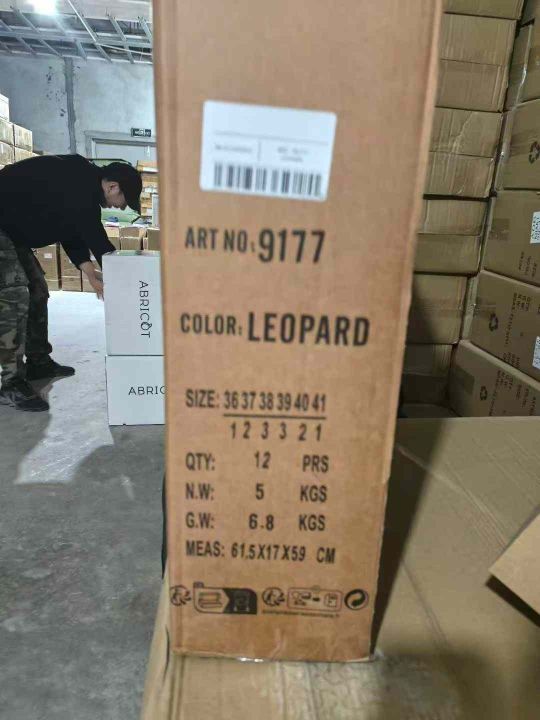 ART NO: 9177
COLOR: LEOPARD
SIZE: 36 37 38 39 40 41
1 2 3 3 2 1
QTY: 12 PRS
N.W: 5 KGS
G.W: 6.8 KGS
MEAS: 61.5X17X59 CM
ABRICOT
ABRIC